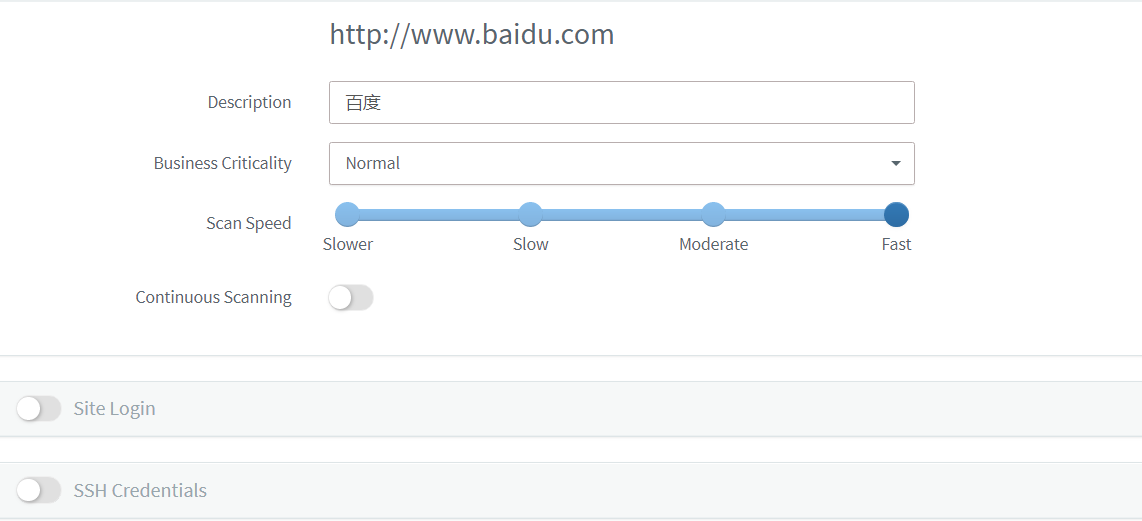 http://www.baidu.com
Description
百度
Business Criticality
Normal
Scan Speed
Slower
Slow
Moderate
Fast
Continuous Scanning
Site Login
SSH Credentials